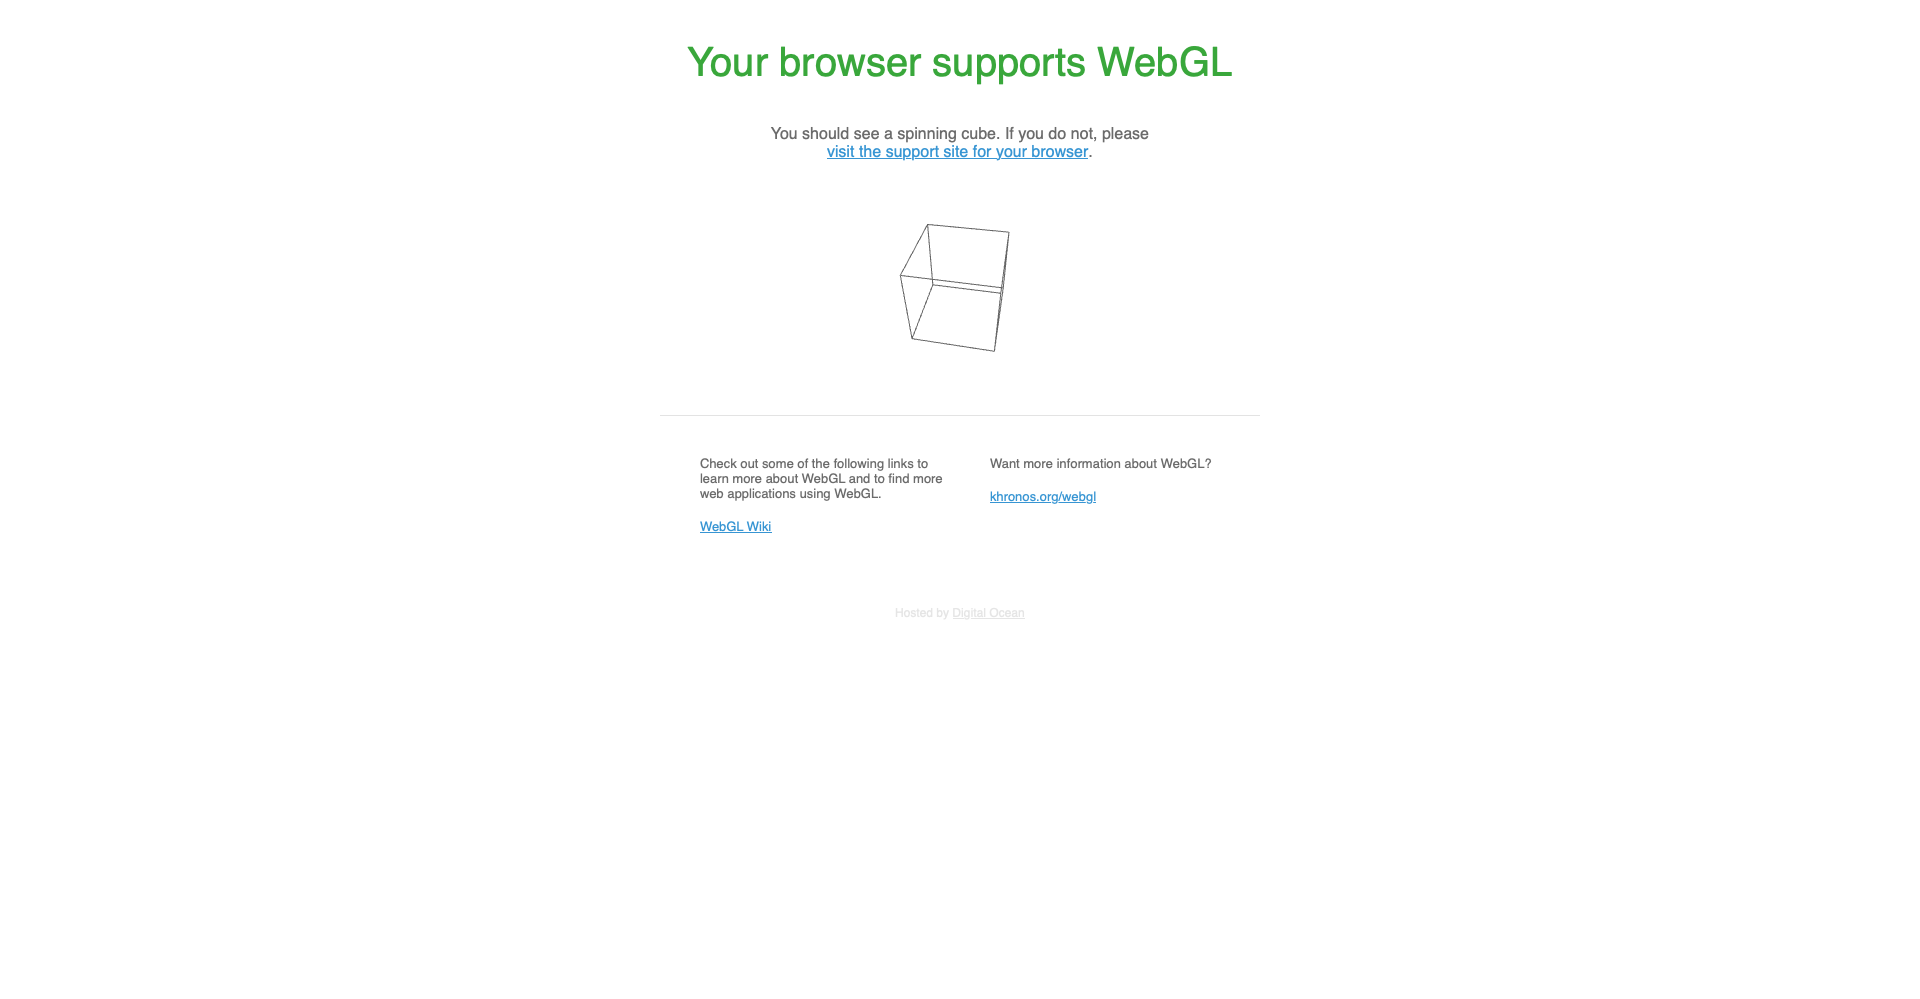 Your browser supports WebGL
You should see a spinning cube. If you do not, please
visit the support site for your browser.
Check out some of the following links to
learn more about WebGL and to find more
web applications using WebGL.
WebGL Wiki
Want more information about WebGL?
khronos.org/webgl
Hosted by Digital Ocean